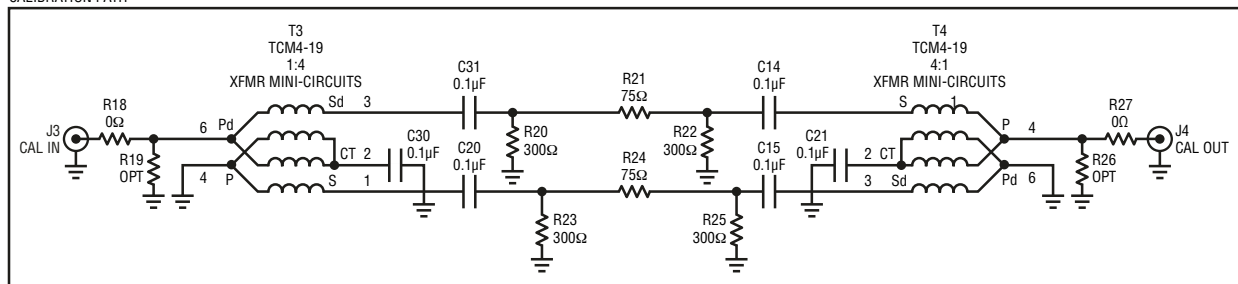 T3
TCM4-19
1:4
XFMR MINI-CIRCUITS
T4
TCM4-19
4:1
XFMR MINI-CIRCUITS
C31
0.1µF
R21
75Ω
C14
0.1µF
R18
0Ω
J3
CAL IN
R19
OPT
6
Pd
4
P
Sd
3
CT
2
S
1
C30
0.1µF
C20
0.1µF
R20
300Ω
R24
75Ω
R22
300Ω
C15
0.1µF
C21
0.1µF
R23
300Ω
R25
300Ω
S
1
2
CT
3
Sd
P
4
Pd
6
R26
OPT
R27
0Ω
J4
CAL OUT